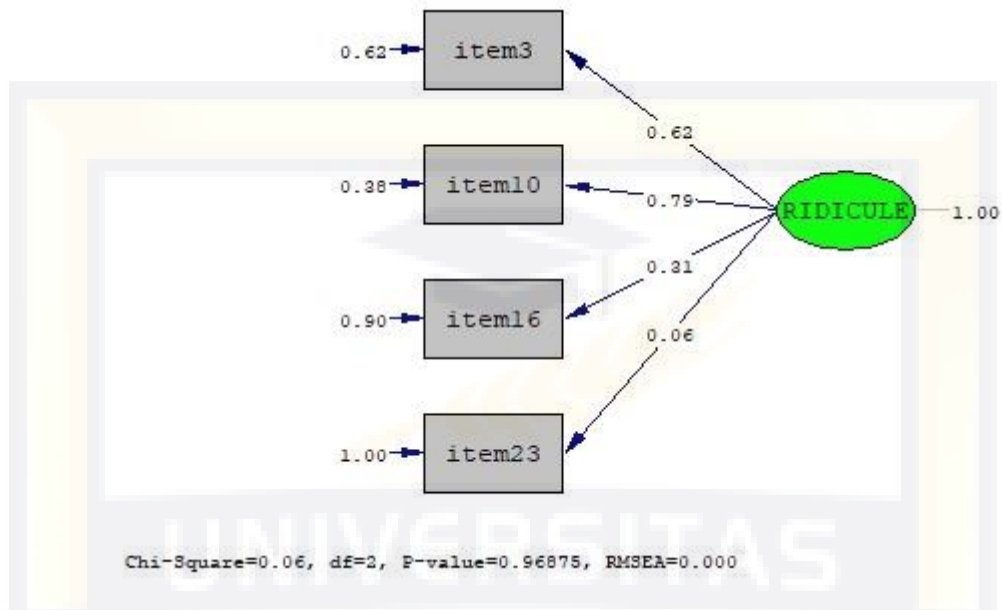 0.62 item3
0.62
0.38 item10
0.79
RIDICULE 1.00
0.31
0.90 item16
0.06
1.00 item23
UNIVERSITAS
Chi-Square=0.06, df=2, P-value=0.96875, RMSEA=0.000